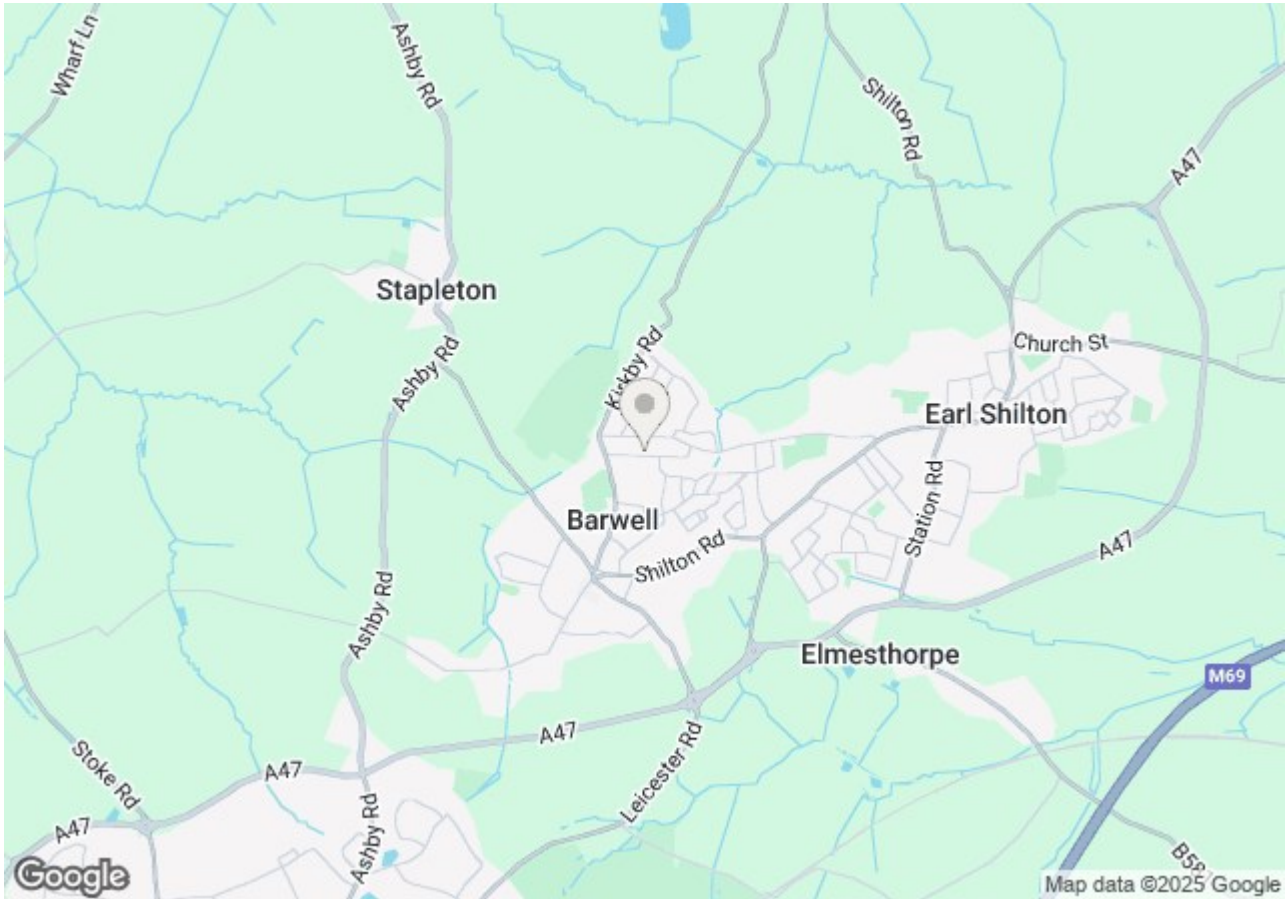 Wharf Ln
Ashby Rd
Shilton Rd
A47
Stapleton
Kirkby Rd
Church St
Ashby Rd
Earl Shilton
Barwell
Station Rd
Shilton Rd
A47
Ashby Rd
Elmesthorpe
M69
A47
Leicester Rd
Stoke Rd
A47
A47
Ashby Rd
Google
Map data ©2025 Google